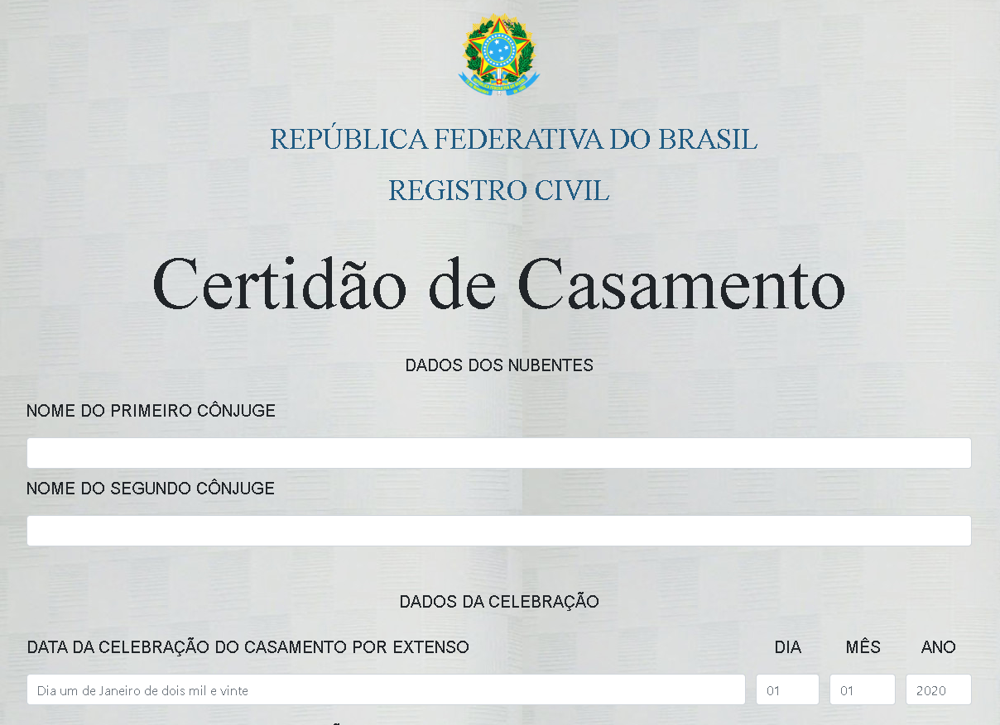 REPÚBLICA FEDERATIVA DO BRASIL
REGISTRO CIVIL
Certidão de Casamento
DADOS DOS NUBENTES
NOME DO PRIMEIRO CÔNJUGE
NOME DO SEGUNDO CÔNJUGE
DADOS DA CELEBRAÇÃO
DATA DA CELEBRAÇÃO DO CASAMENTO POR EXTENSO DIA MÊS ANO
Dia um de Janeiro de dois mil e vinte 01 01 2020